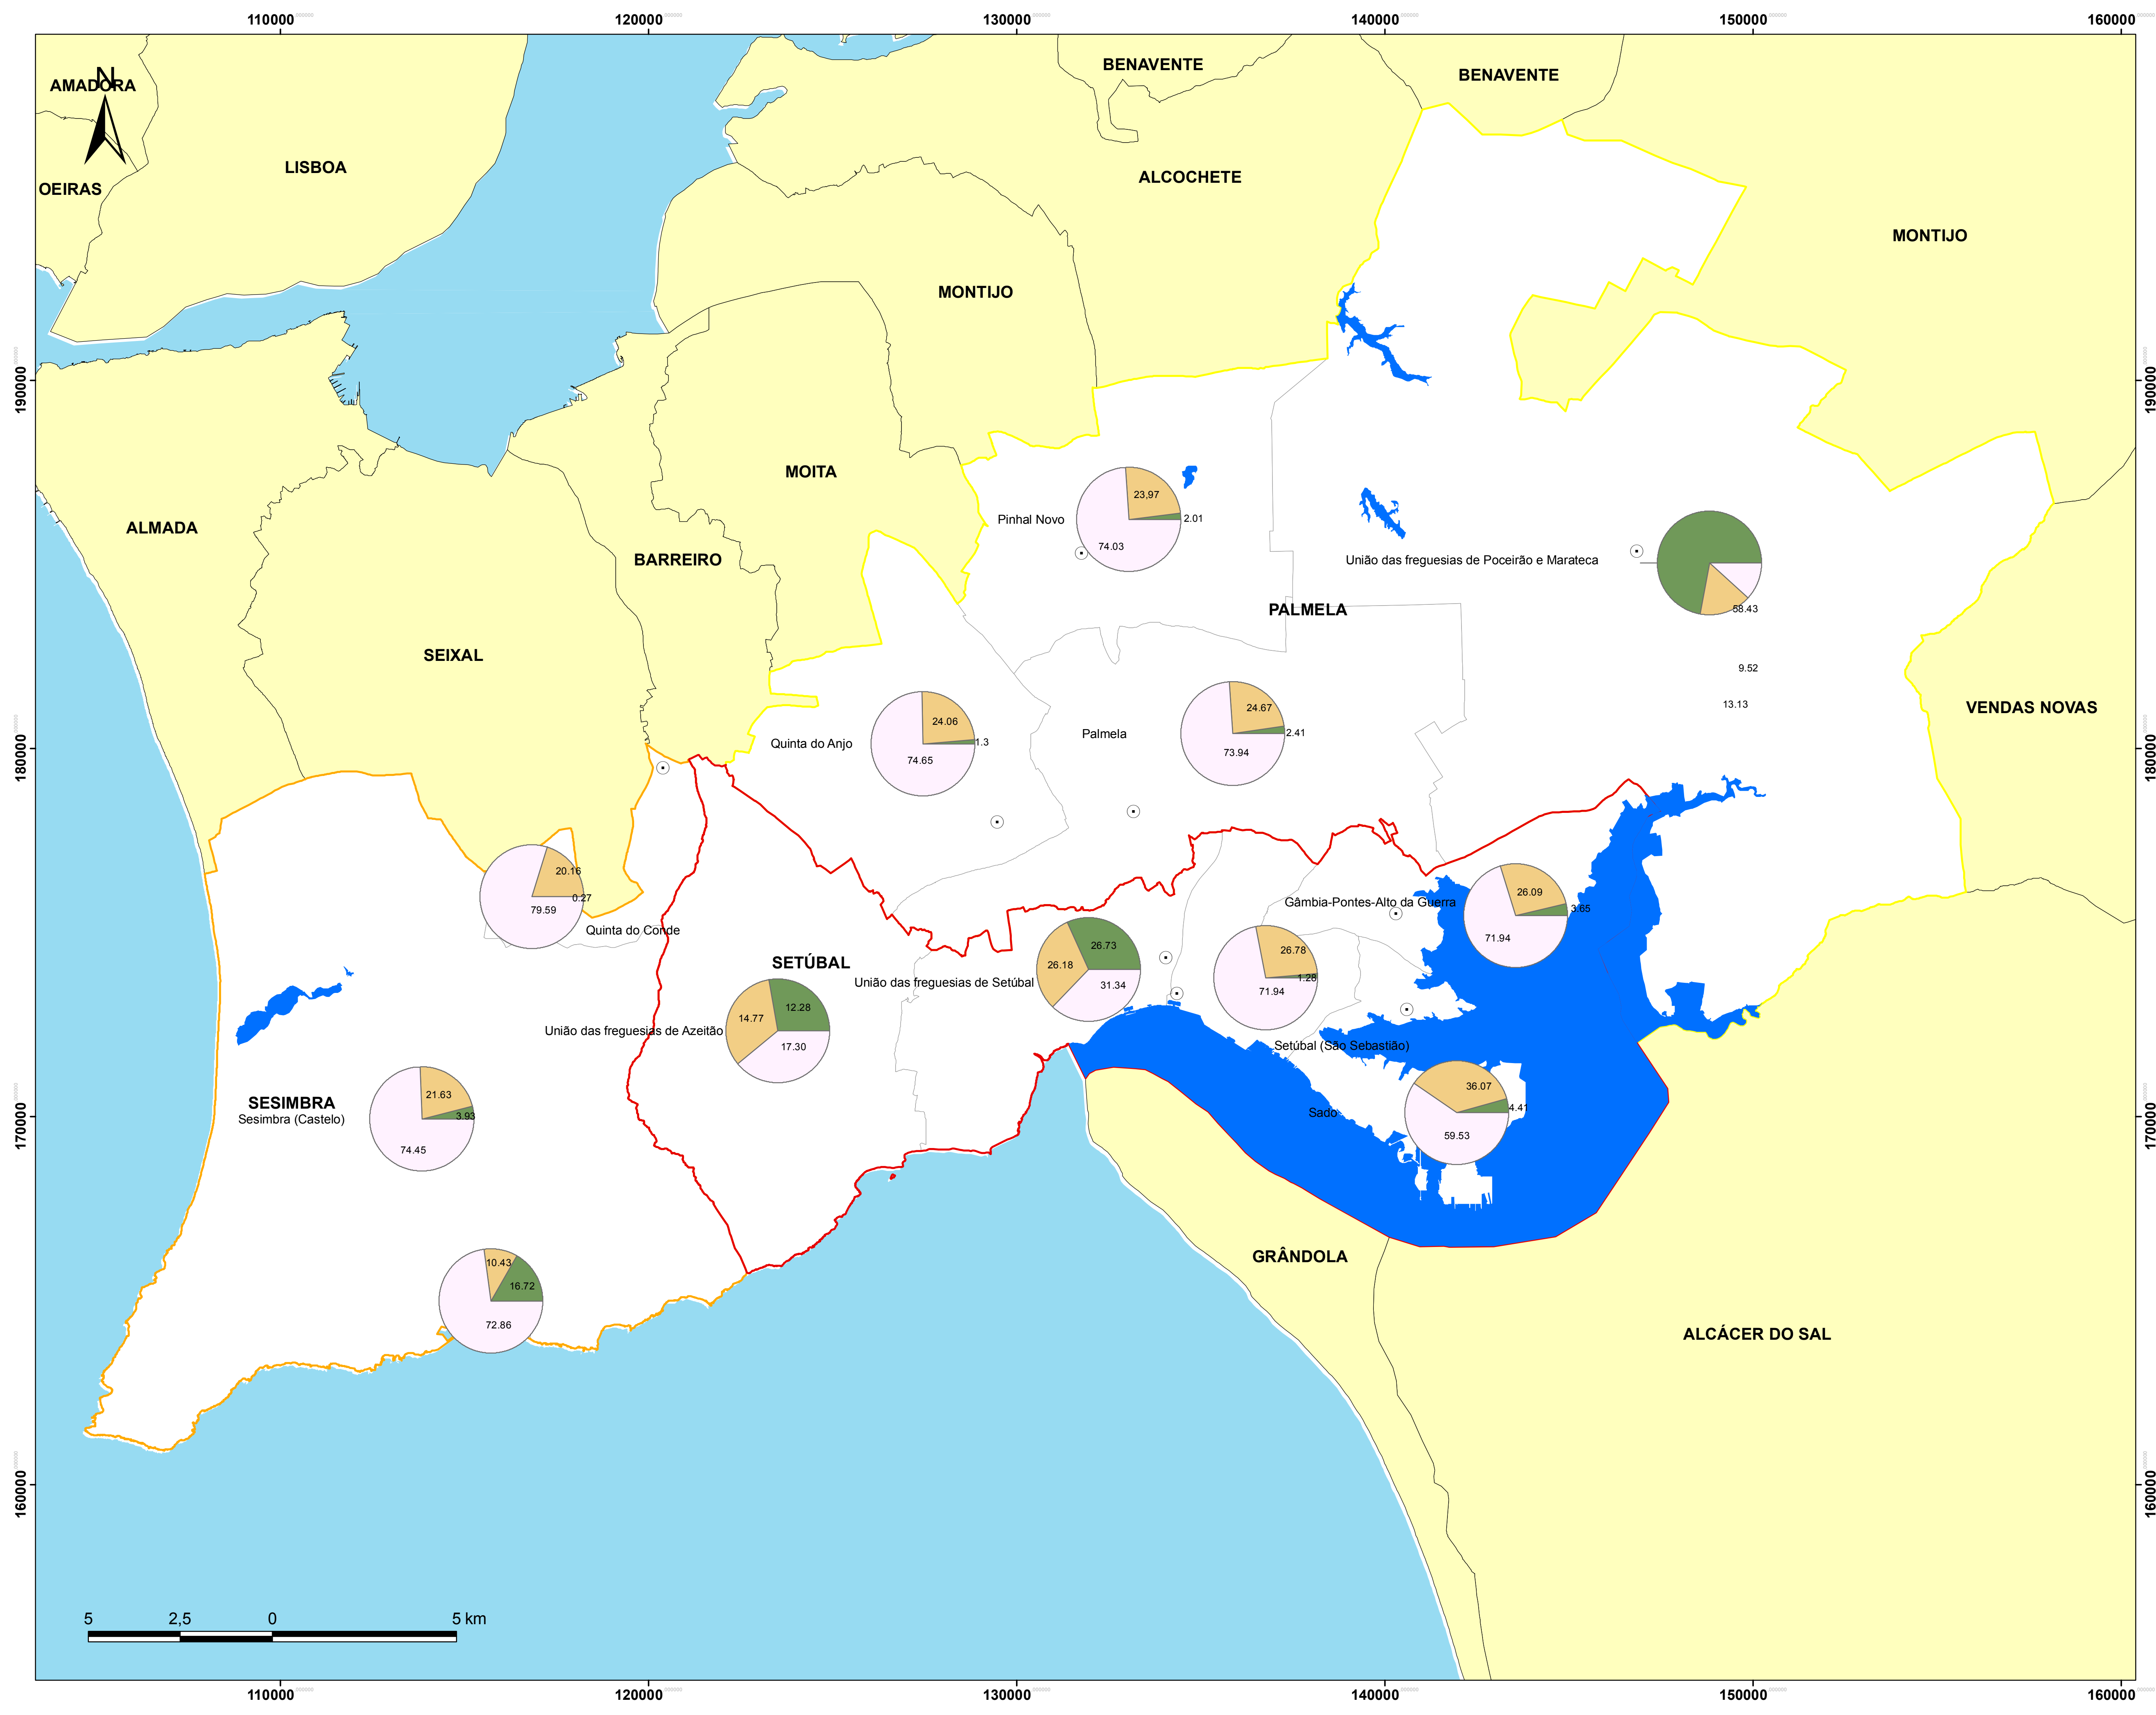 110000 120000 130000 140000 150000 160000
N
AMADORA
BENAVENTE
BENAVENTE
LISBOA
OEIRAS
ALCOCHETE
MONTIJO
MONTIJO
190000
190000
MOITA
ALMADA
BARREIRO
Pinhal Novo
23,97
2.01
74.03
União das freguesias de Poceirão e Marateca
58.43
9.52
13.13
PALMELA
SEIXAL
VENDAS NOVAS
Quinta do Anjo
24.06
1.3
74.65
Palmela
24.67
2.41
73.94
180000
180000
20.16
0.27
79.59
Quinta do Conde
Gâmbia-Pontes-Alto da Guerra
26.09
3.65
71.94
SETÚBAL
União das freguesias de Setúbal
26.73
26.18
31.34
26.78
1.28
71.94
Setúbal (São Sebastião)
União das freguesias de Azeitão
12.28
14.77
17.30
SESIMBRA
Sesimbra (Castelo)
21.63
3.93
74.45
Sado
36.07
4.41
59.53
170000
170000
10.43
16.72
72.86
GRÂNDOLA
ALCÁCER DO SAL
160000
160000
5 2,5 0 5 km
110000 120000 130000 140000 150000 160000